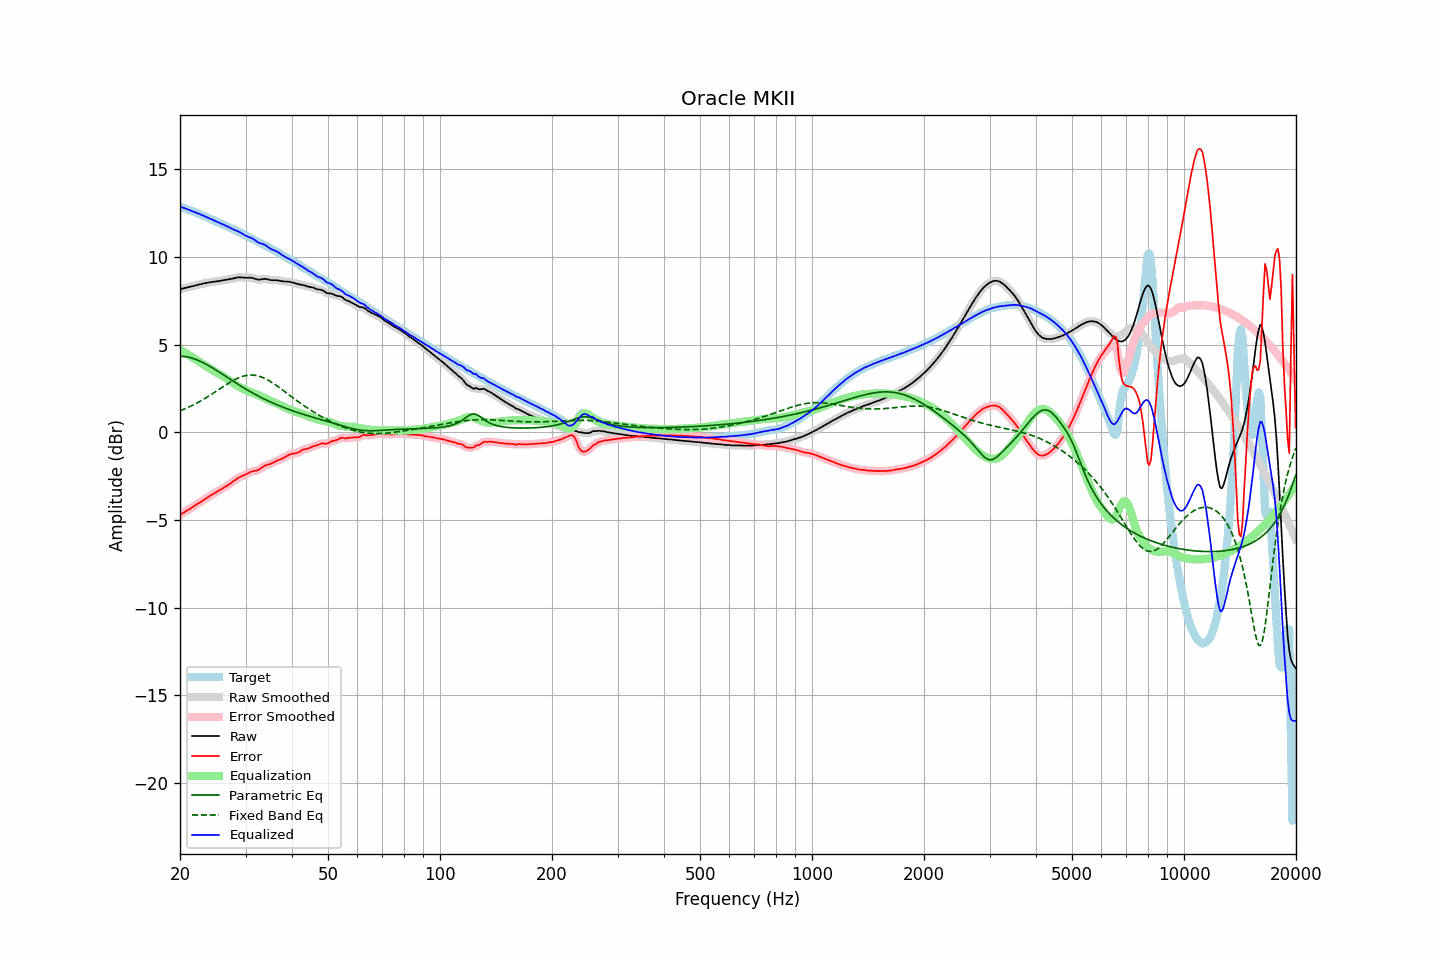 Oracle MKII
Amplitude (dBr)
15
10
5
0
−5
−10
−15
−20
Target
Raw Smoothed
Error Smoothed
Raw
Error
Equalization
Parametric Eq
Fixed Band Eq
Equalized
20 50 100 200 500 1000 2000 5000 10000 20000
Frequency (Hz)